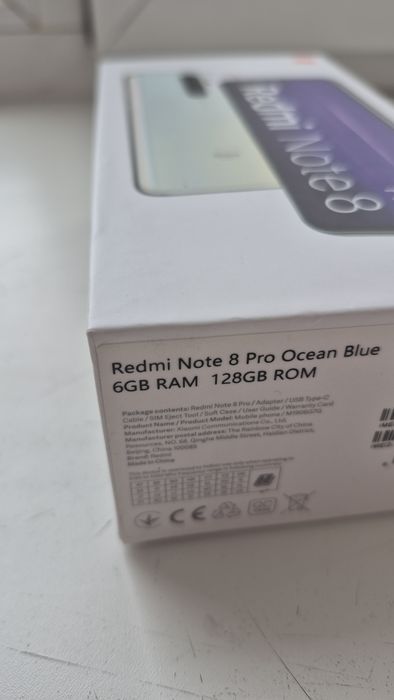 Redmi Note 8
Redmi Note 8 Pro Ocean Blue
6GB RAM 128GB ROM
Package contents: Redmi Note 8 Pro / Adapter / USB Type-C
Cable / SIM Eject Tool / Soft Case / User Guide / Warranty Card
Product Name / Product Model: Mobile phone / M1906G7G
Manufacturer: Xiaomi Communications Co., Ltd.
Manufacturer postal address: The Rainbow City of China
Resources, NO. 68, Qinghe Middle Street, Haidian District,
Beijing, China 100085
Brand: Redmi
Made in China
CE